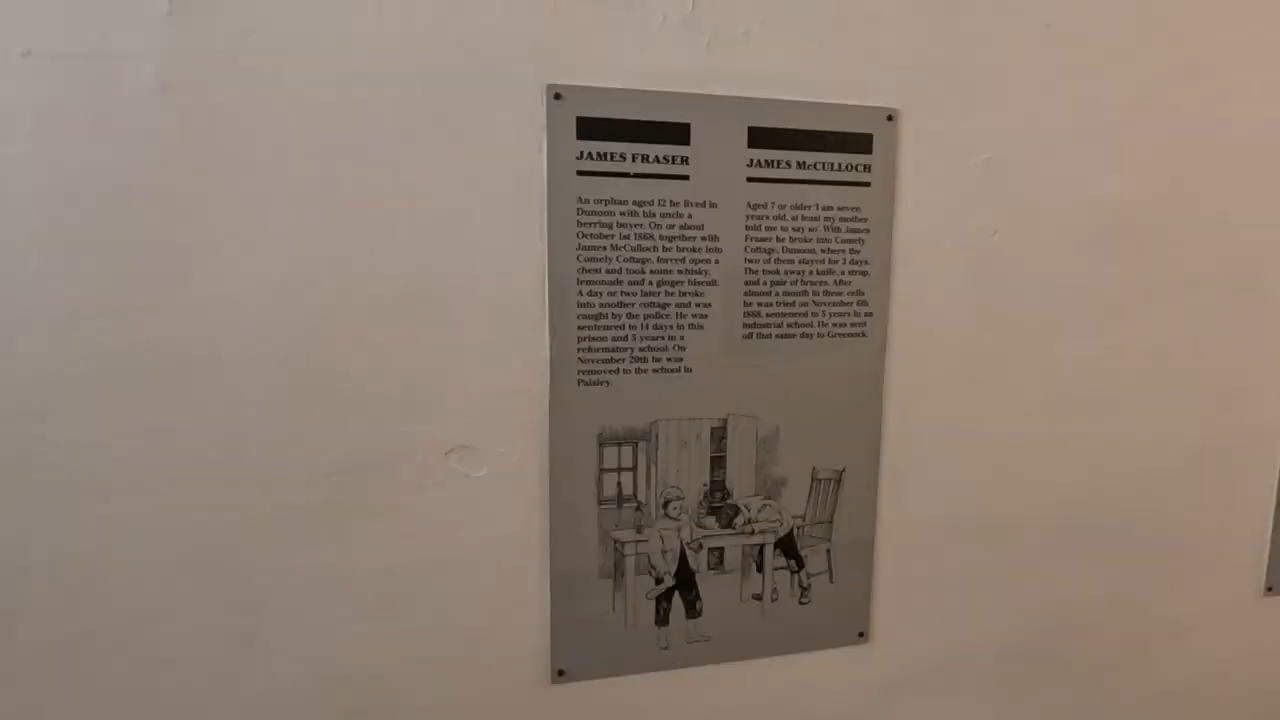 JAMES FRASER
An orphan aged 12 he lived in
Dunoon with his uncle a
herring buyer. On or about
October 1st 1868, together with
James McCulloch he broke into
Comely Cottage, forced open a
chest and took some whisky,
lemonade and a ginger biscuit.
A day or two later he broke
into another cottage and was
caught by the police. He was
sentenced to 14 days in this
prison and 5 years in a
reformatory school. On
November 20th he was
removed to the school in
Paisley.
JAMES McCULLOCH
Aged 7 or older 'I am seven
years old, at least my mother
told me to say so'. With James
Fraser he broke into Comely
Cottage, Dunoon, where the
two of them stayed for 3 days.
The took away a knife, a strap,
and a pair of braces. After
almost a month in these cells
he was tried on November 6th
1868, sentenced to 5 years in an
industrial school. He was sent
off that same day to Greenock.